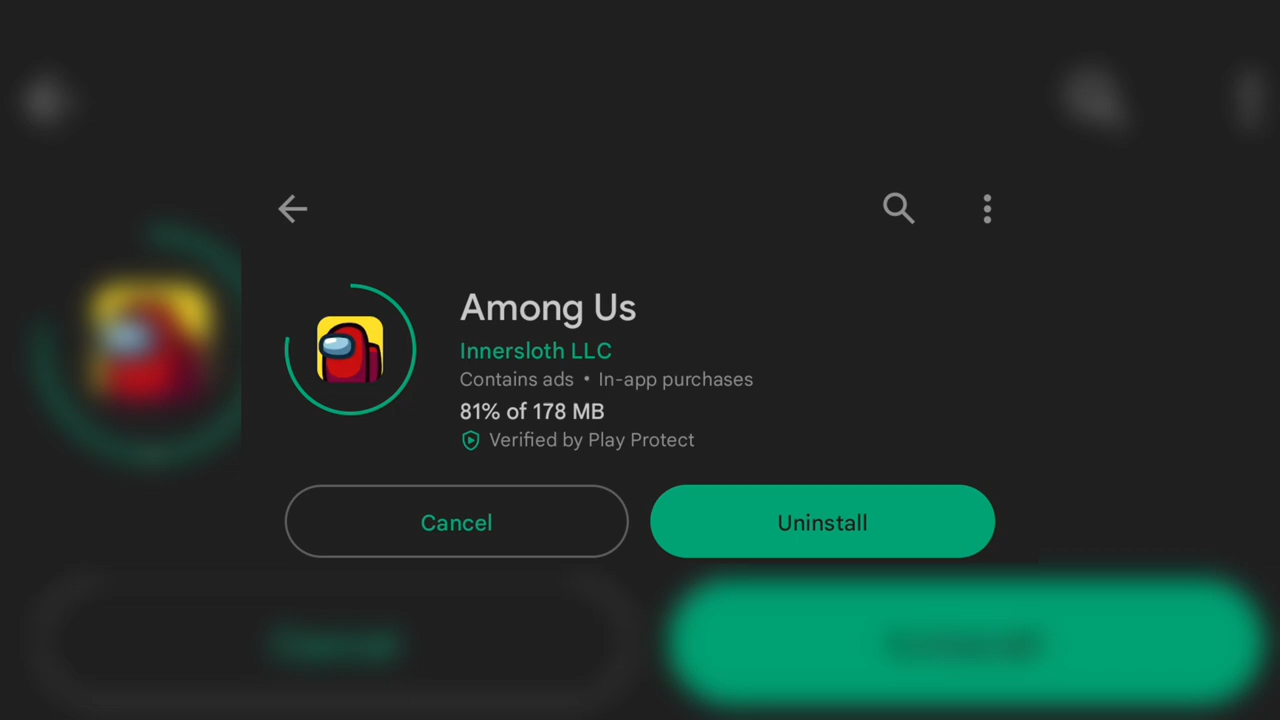 Among Us
Innersloth LLC
Contains ads • In-app purchases
81% of 178 MB
Verified by Play Protect
Cancel
Uninstall